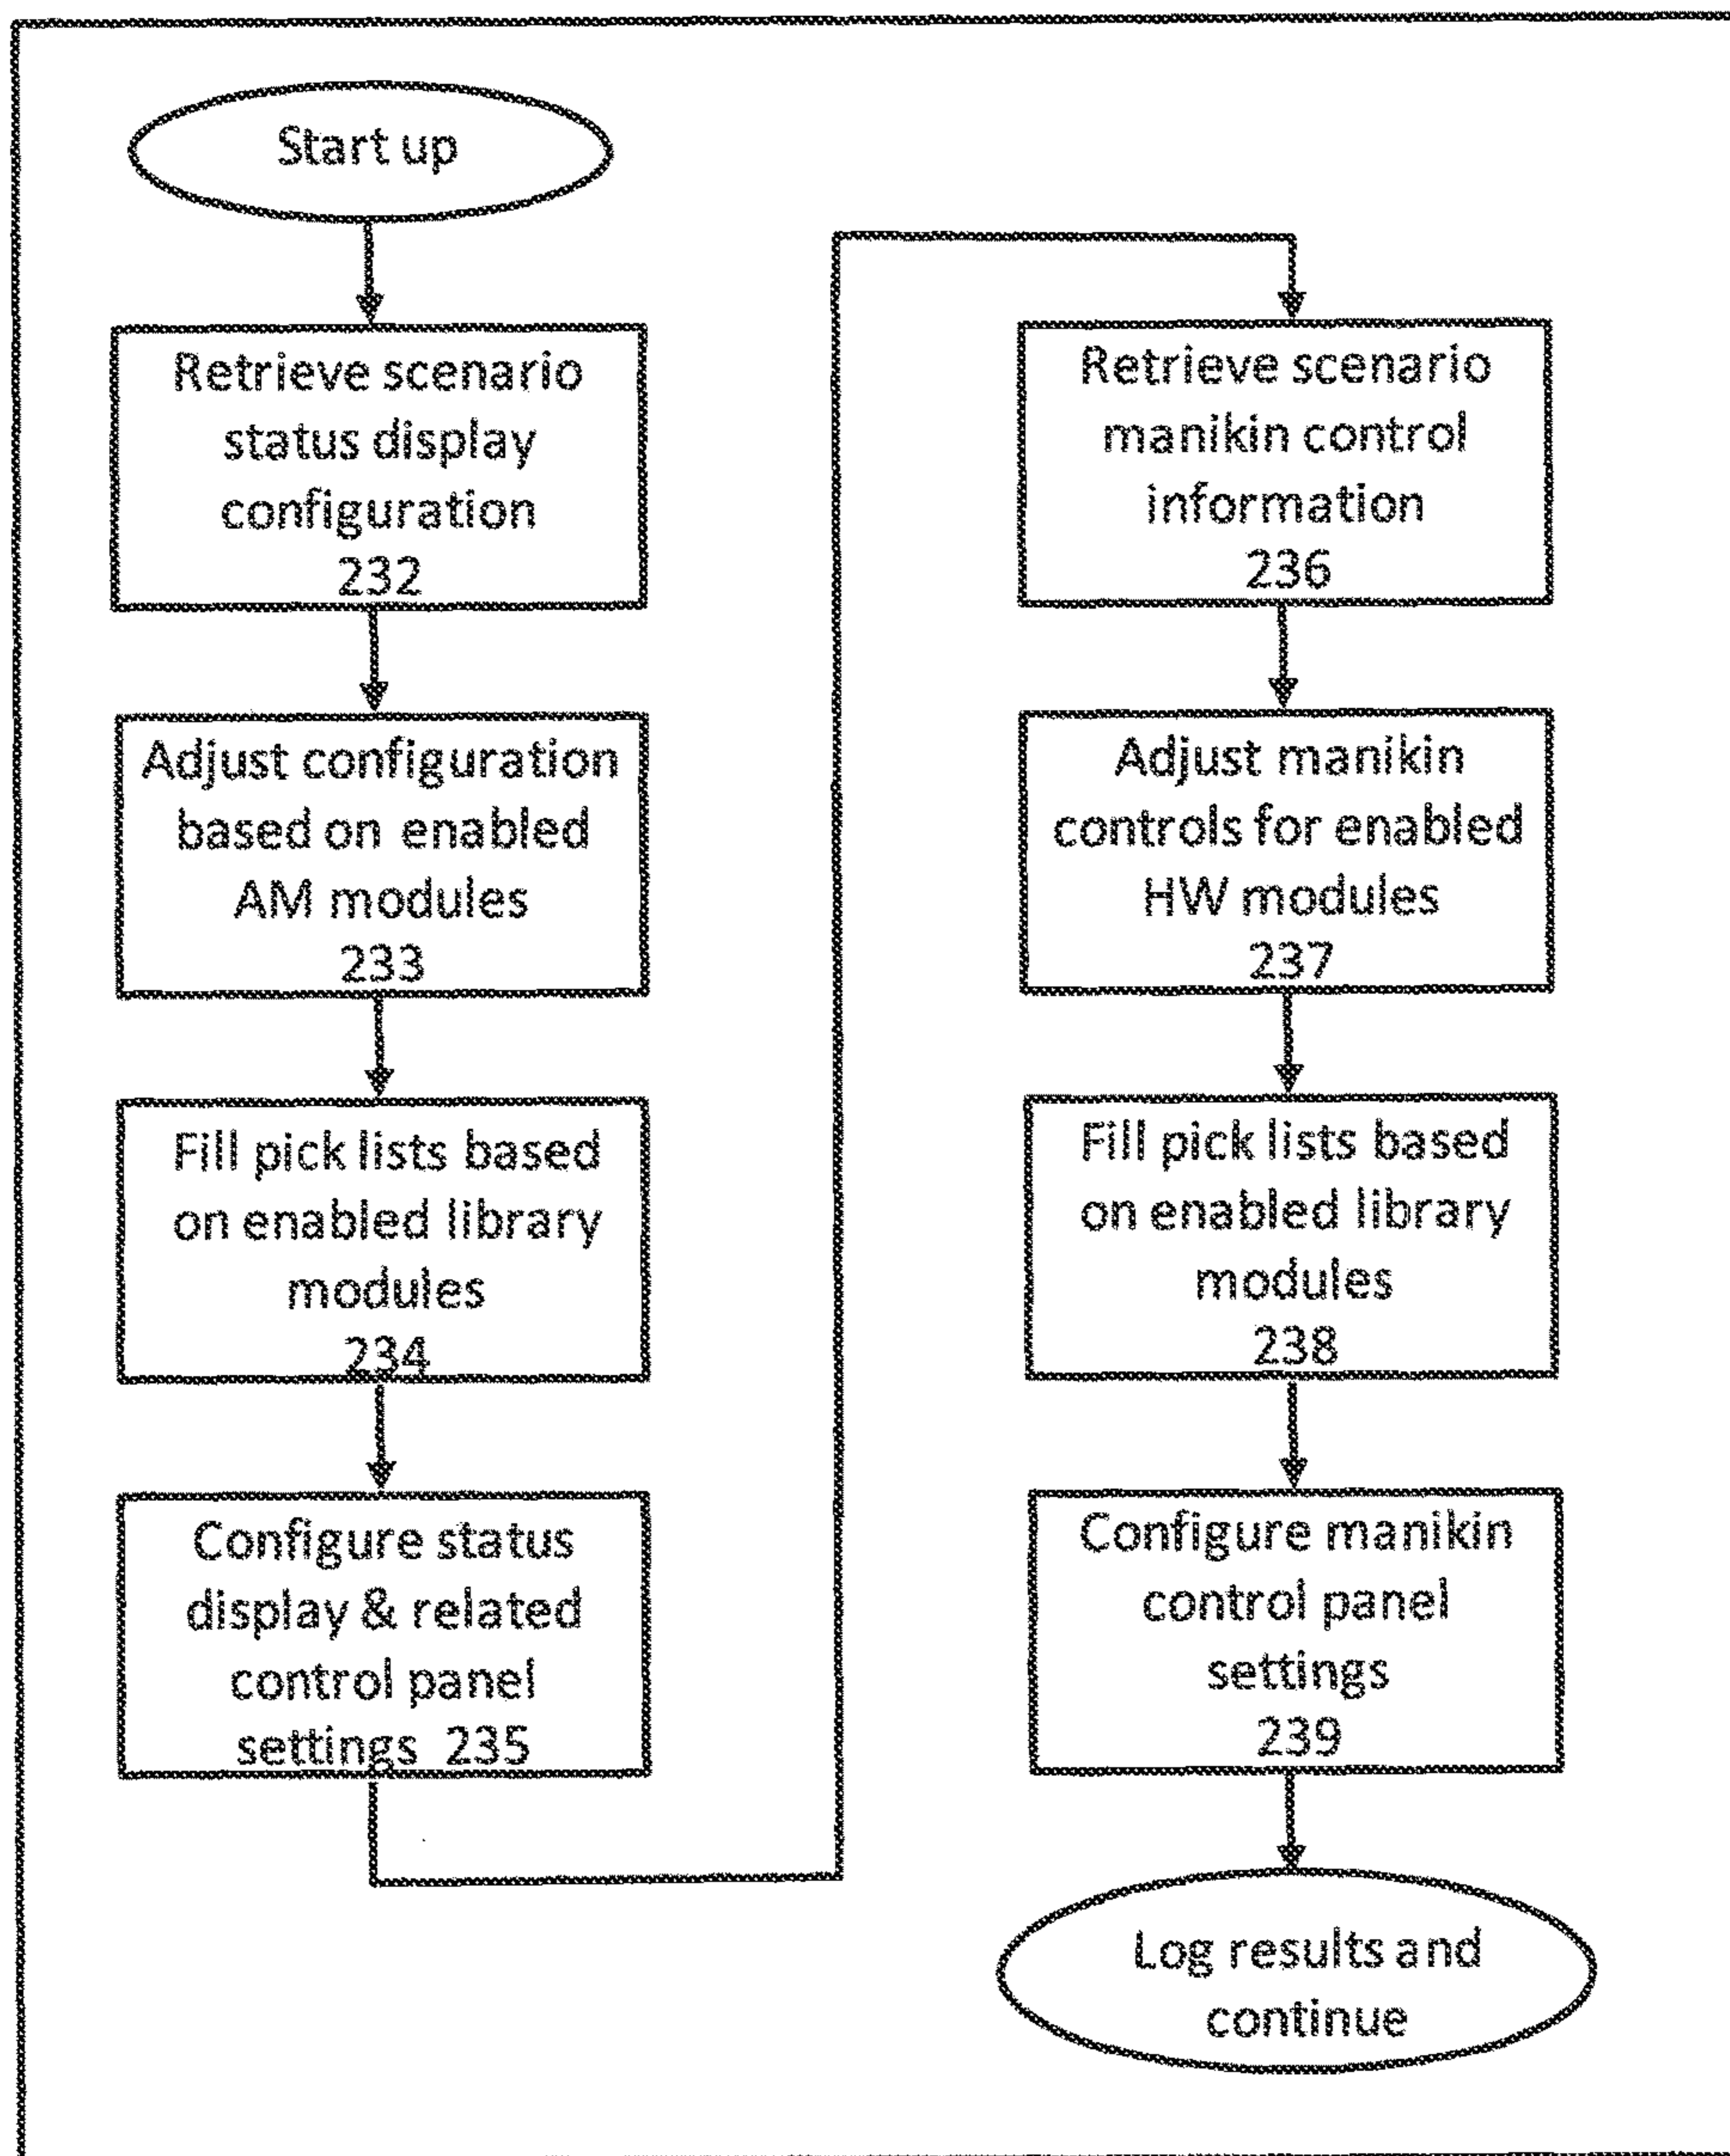 Start up
Retrieve scenario
status display
configuration
232
Adjust configuration
based on enabled
AM modules
233
Fill pick lists based
on enabled library
modules
234
Configure status
display & related
control panel
settings 235
Retrieve scenario
manikin control
information
236
Adjust manikin
controls for enabled
HW modules
237
Fill pick lists based
on enabled library
modules
238
Configure manikin
control panel
settings
239
Log results and
continue